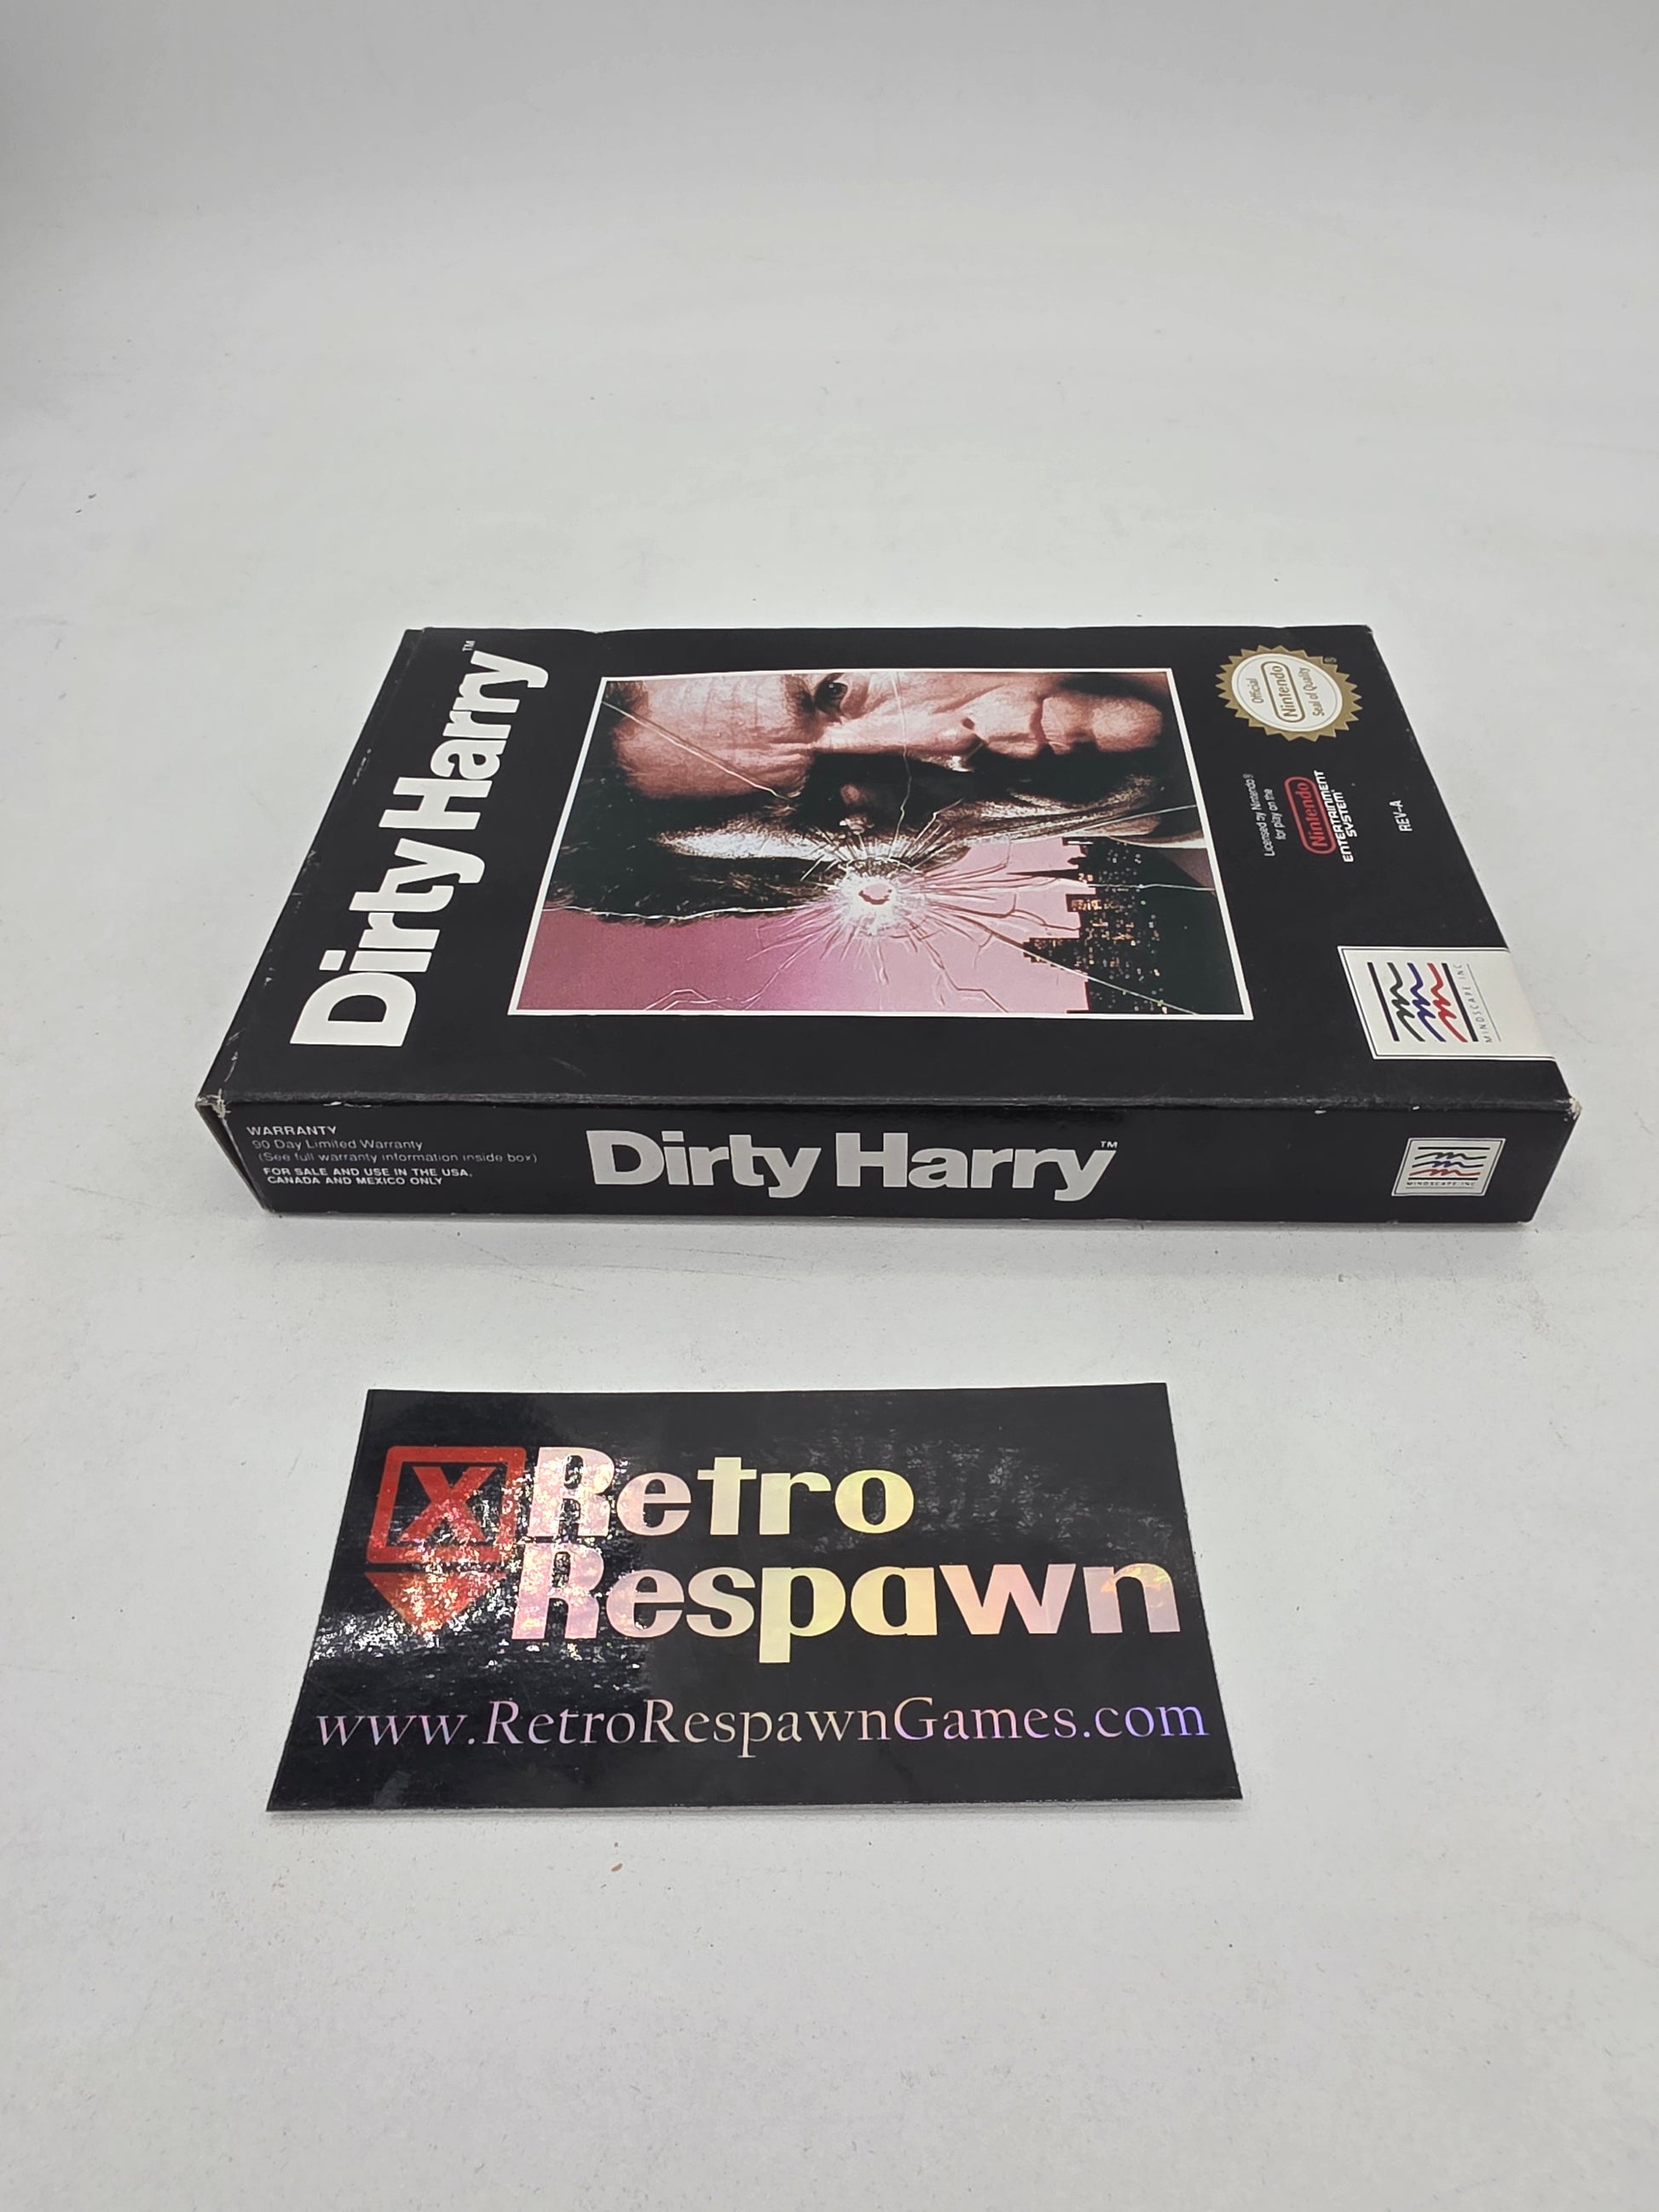 Dirty Harry™
Official
Nintendo®
Seal of Quality
Licensed by Nintendo®
for play on the
Nintendo
ENTERTAINMENT
SYSTEM®
REV-A
MINDSCAPE INC
WARRANTY
90 Day Limited Warranty
(See full warranty information inside box)
FOR SALE AND USE IN THE USA,
CANADA AND MEXICO ONLY
Dirty Harry™
MINDSCAPE INC
X Retro
Respawn
www.RetroRespawnGames.com